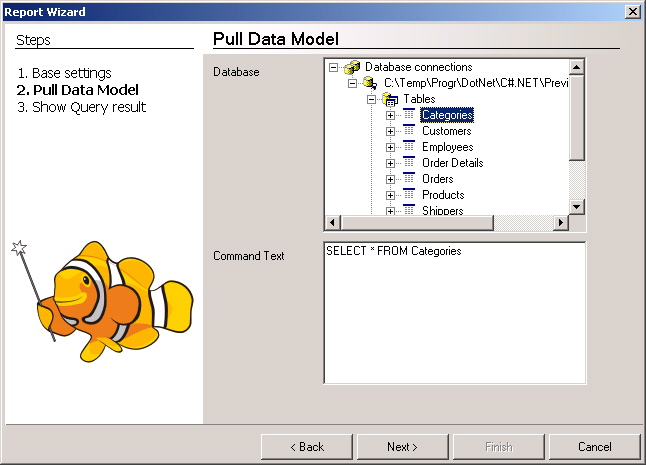 Report Wizard
Steps
1. Base settings
2. Pull Data Model
3. Show Query result
Pull Data Model
Database
Database connections
C:\Temp\Progr\DotNet\C#.NET\Previ
Tables
Categories
Customers
Employees
Order Details
Orders
Products
Shippers
Command Text
SELECT * FROM Categories
< Back
Next >
Finish
Cancel